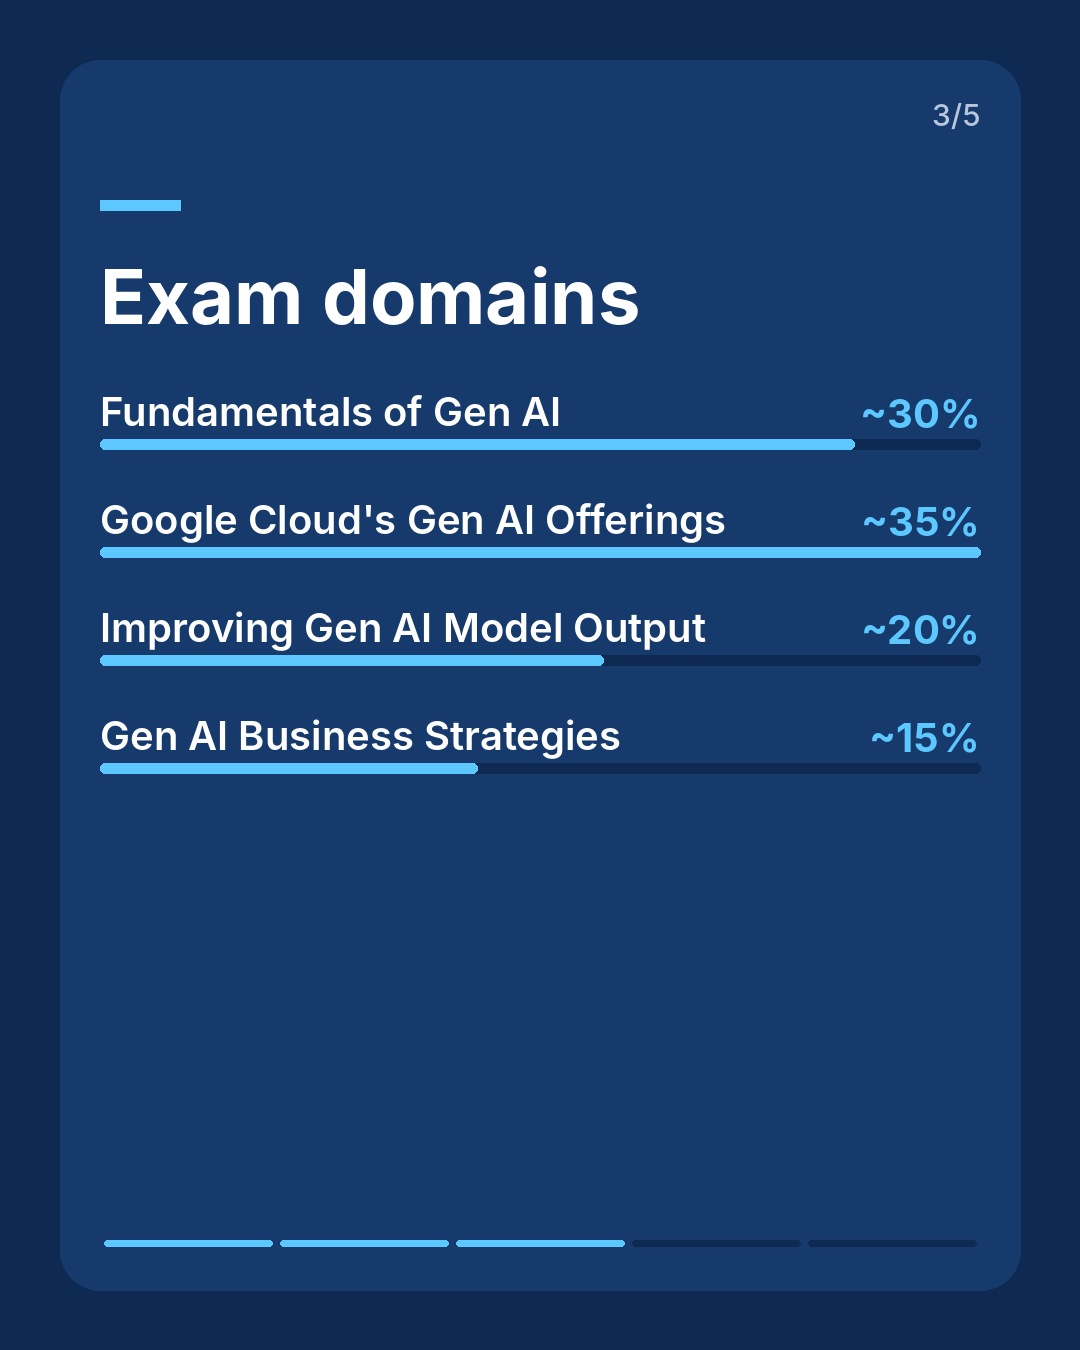 3/5
Exam domains
Fundamentals of Gen AI ~30%
Google Cloud's Gen AI Offerings ~35%
Improving Gen AI Model Output ~20%
Gen AI Business Strategies ~15%